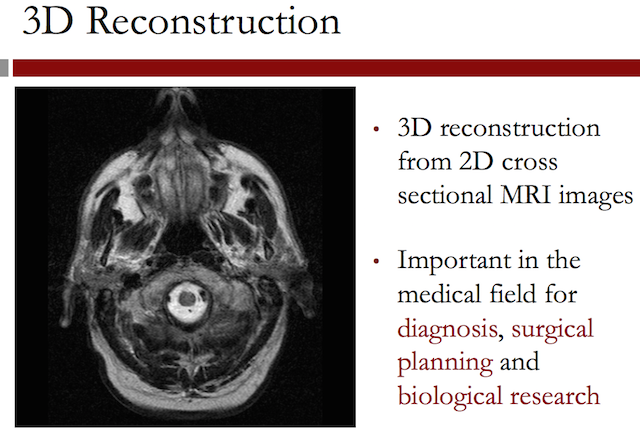 3D Reconstruction
• 3D reconstruction
from 2D cross
sectional MRI images
• Important in the
medical field for
diagnosis, surgical
planning and
biological research